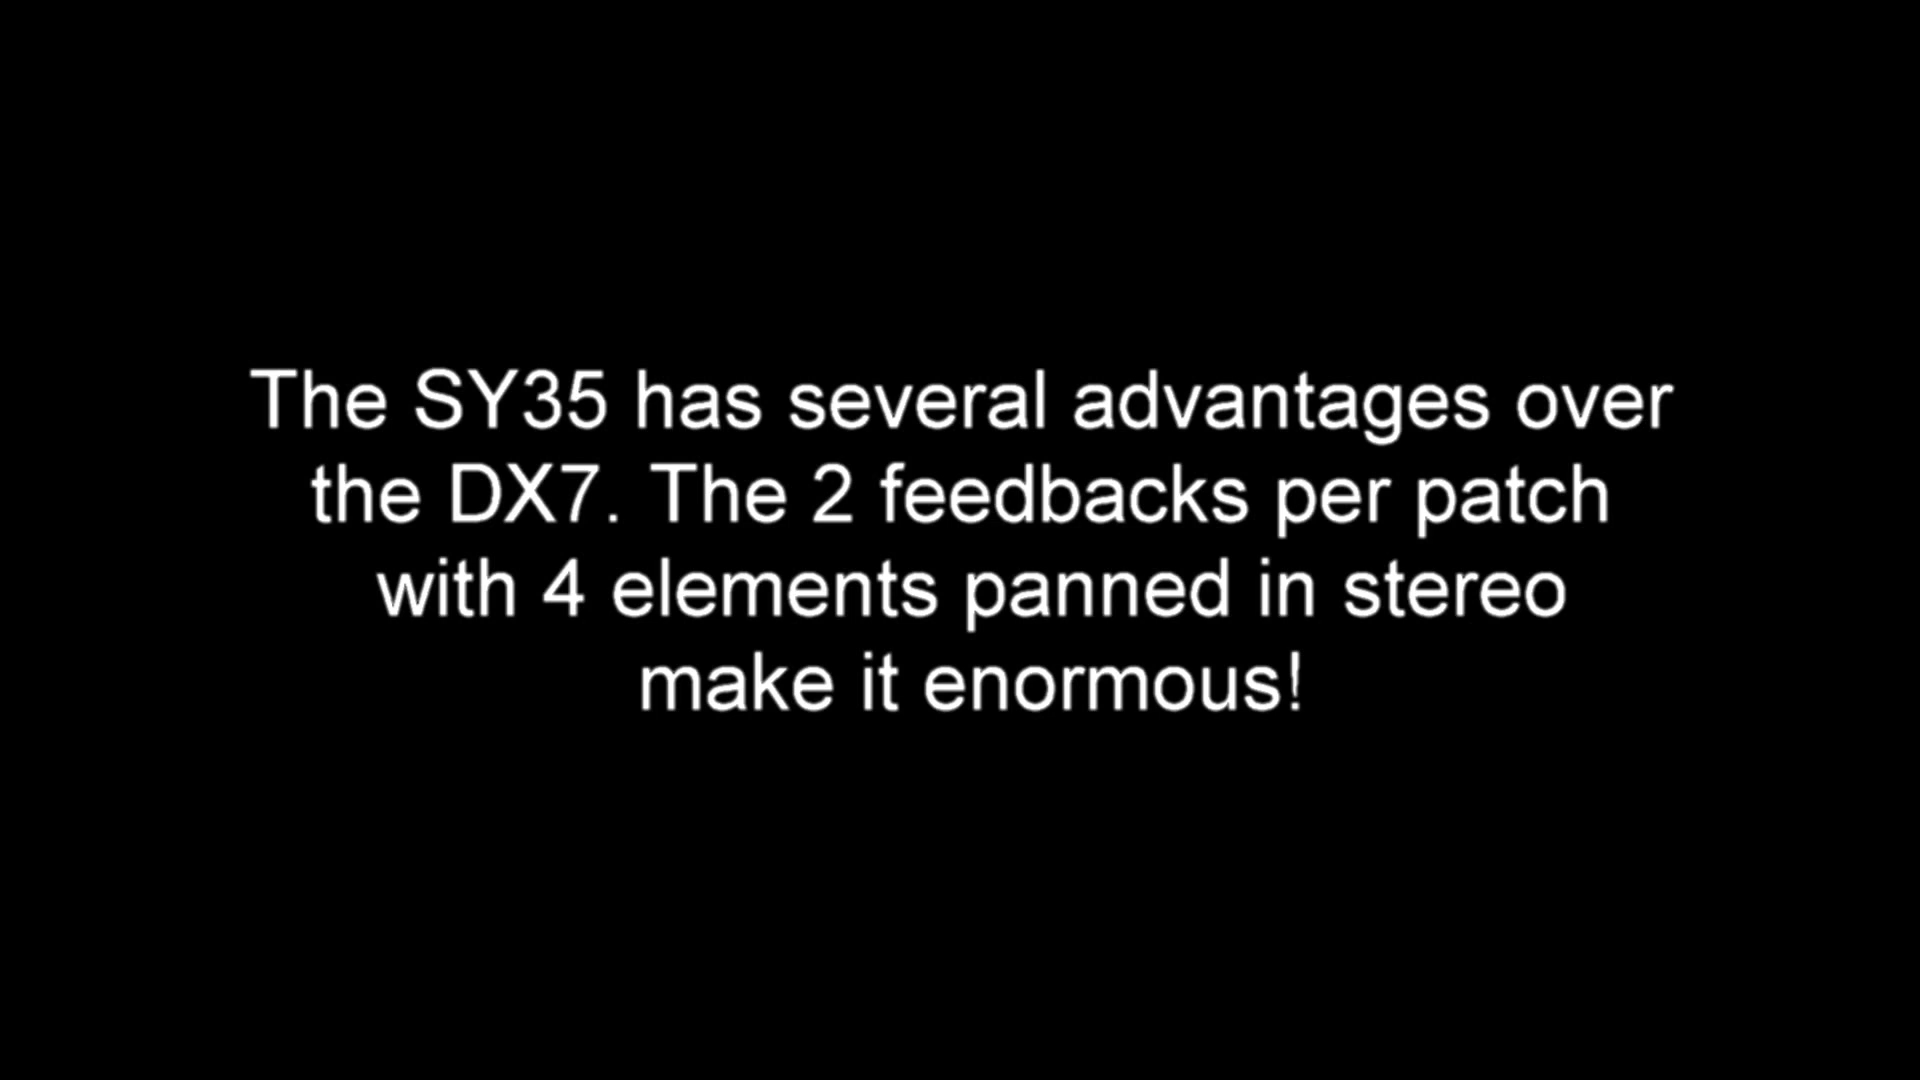 The SY35 has several advantages over
the DX7. The 2 feedbacks per patch
with 4 elements panned in stereo
make it enormous!